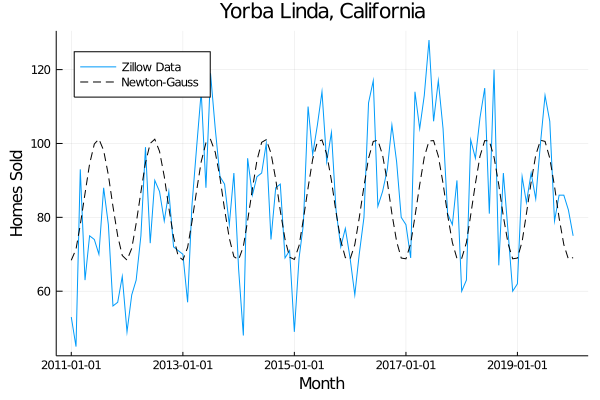 Yorba Linda, California
Zillow Data
Newton-Gauss
Homes Sold
120
100
80
60
2011-01-01 2013-01-01 2015-01-01 2017-01-01 2019-01-01
Month